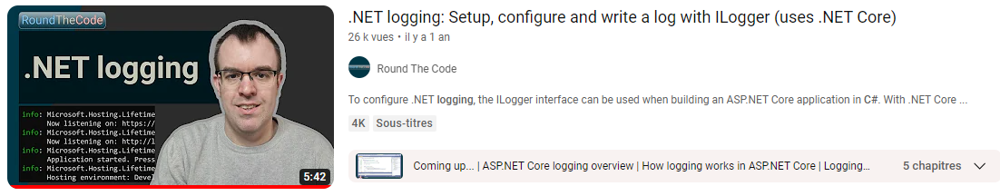 RoundTheCode
.NET logging
info: Microsoft.Hosting.Lifetime
Now listening on: https://
info: Microsoft.Hosting.Lifetime
Now listening on: http://l
info: Microsoft.Hosting.Lifetime
Application started. Press
info: Microsoft.Hosting.Lifetime
Hosting environment: Deve
5:42
.NET logging: Setup, configure and write a log with ILogger (uses .NET Core)
26 k vues • il y a 1 an
Round The Code
To configure .NET logging, the ILogger interface can be used when building an ASP.NET Core application in C#. With .NET Core ...
4K Sous-titres
Coming up... | ASP.NET Core logging overview | How logging works in ASP.NET Core | Logging... 5 chapitres